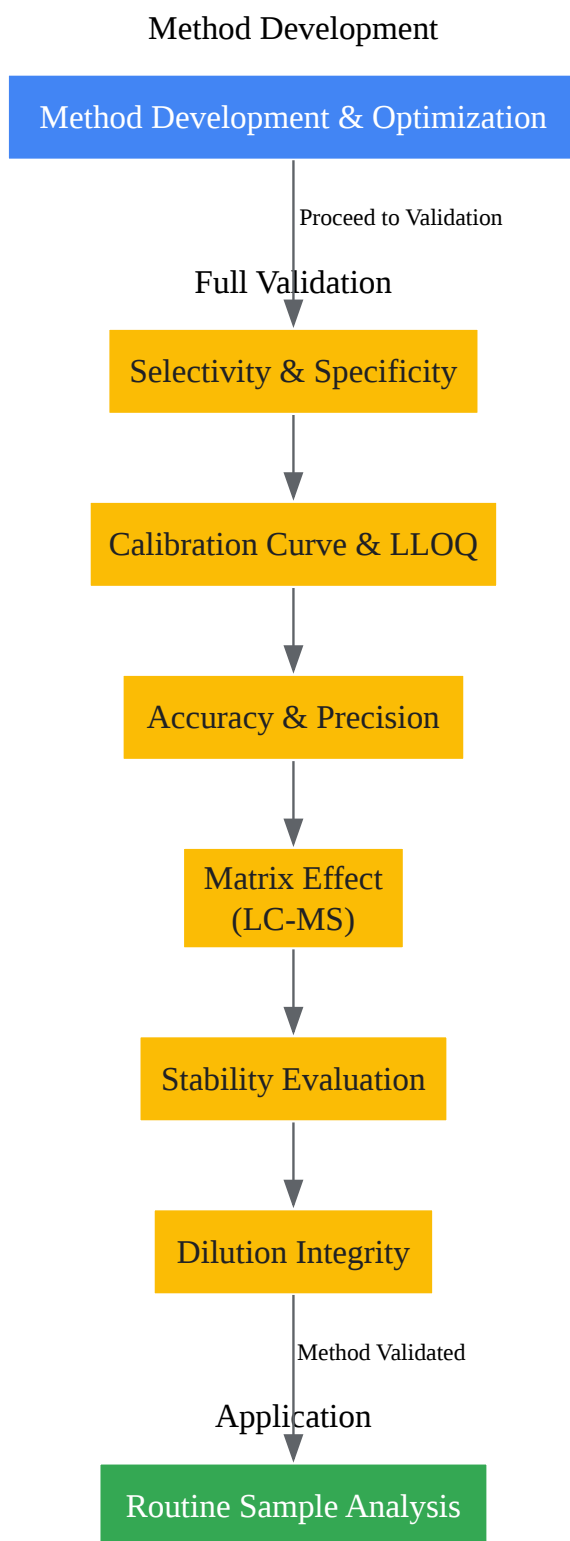 Method Development
Method Development & Optimization
Proceed to Validation
Full Validation
Selectivity & Specificity
Calibration Curve & LLOQ
Accuracy & Precision
Matrix Effect
(LC-MS)
Stability Evaluation
Dilution Integrity
Method Validated
Application
Routine Sample Analysis